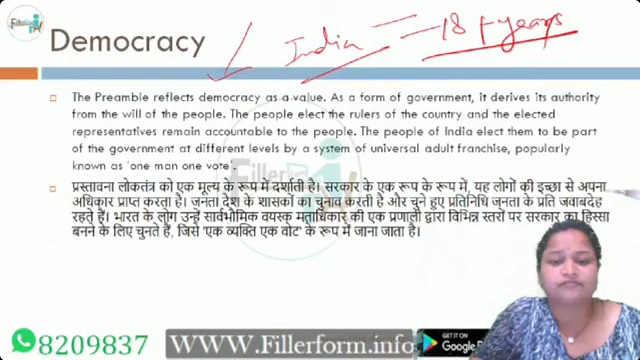 Democracy
India = 18 + years
The Preamble reflects democracy as a value. As a form of government, it derives its authority
from the will of the people. The people elect the rulers of the country and the elected
representatives remain accountable to the people. The people of India elect them to be part
of the government at different levels by a system of universal adult franchise, popularly
known as 'one man one vote'.
प्रस्तावना लोकतंत्र को एक मूल्य के रूप में दर्शाती है। सरकार के एक रूप के रूप में, यह लोगों की इच्छा से अपना
अधिकार प्राप्त करता है। जनता देश के शासकों का चुनाव करती है और चुने हुए प्रतिनिधि जनता के प्रति जवाबदेह
रहते हैं। भारत के लोग उन्हें सार्वभौमिक वयस्क मताधिकार की एक प्रणाली द्वारा विभिन्न स्तरों पर सरकार का हिस्सा
बनने के लिए चुनते हैं, जिसे 'एक व्यक्ति एक वोट' के रूप में जाना जाता है।
8209837
WWW.Fillerform.info
GET IT ON
Google